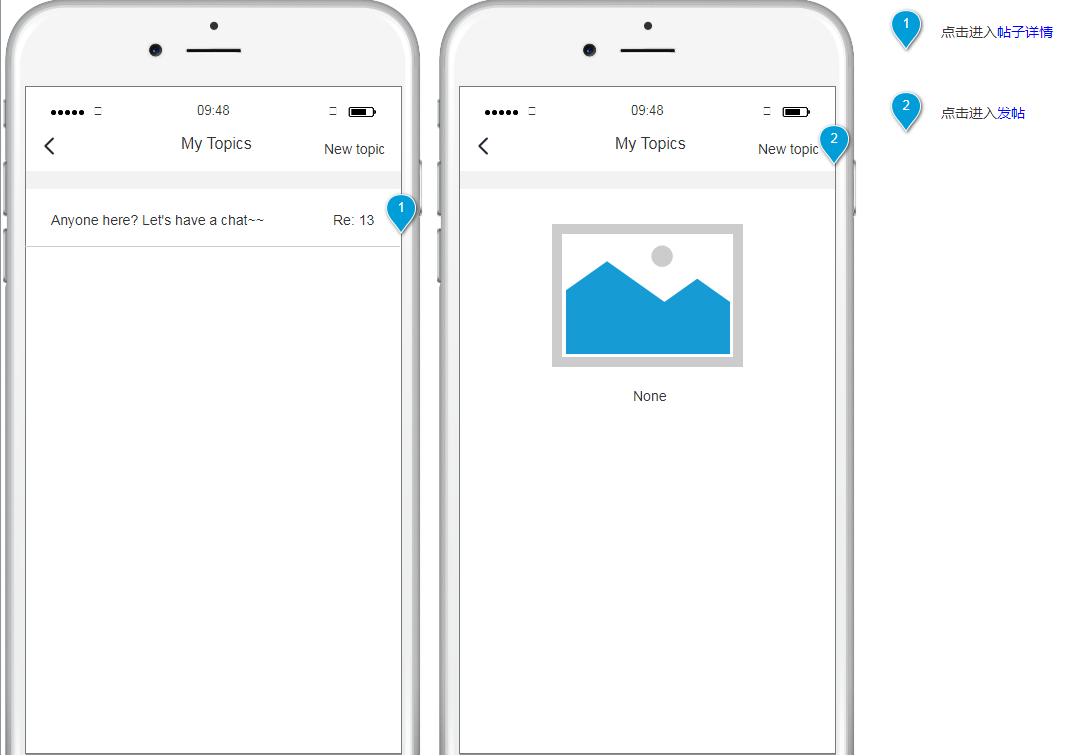 09:48
My Topics
New topic
Anyone here? Let's have a chat~~ Re: 13
1
09:48
My Topics
New topic
2
None
1 点击进入帖子详情
2 点击进入发帖